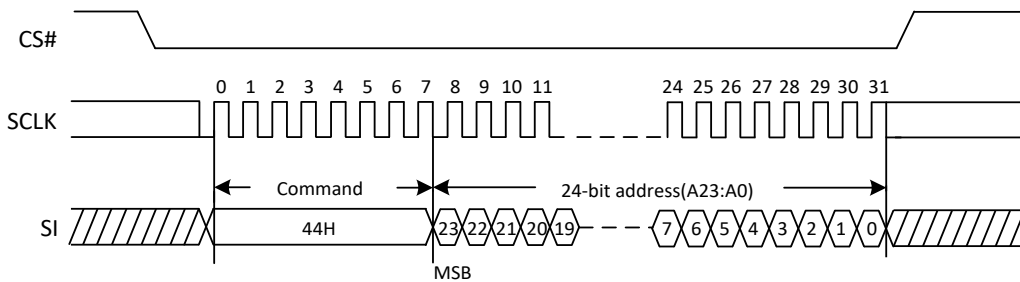 CS#
0 1 2 3 4 5 6 7 8 9 10 11 24 25 26 27 28 29 30 31
SCLK
Command 24-bit address(A23:A0)
SI 44H 23 22 21 20 19 7 6 5 4 3 2 1 0
MSB